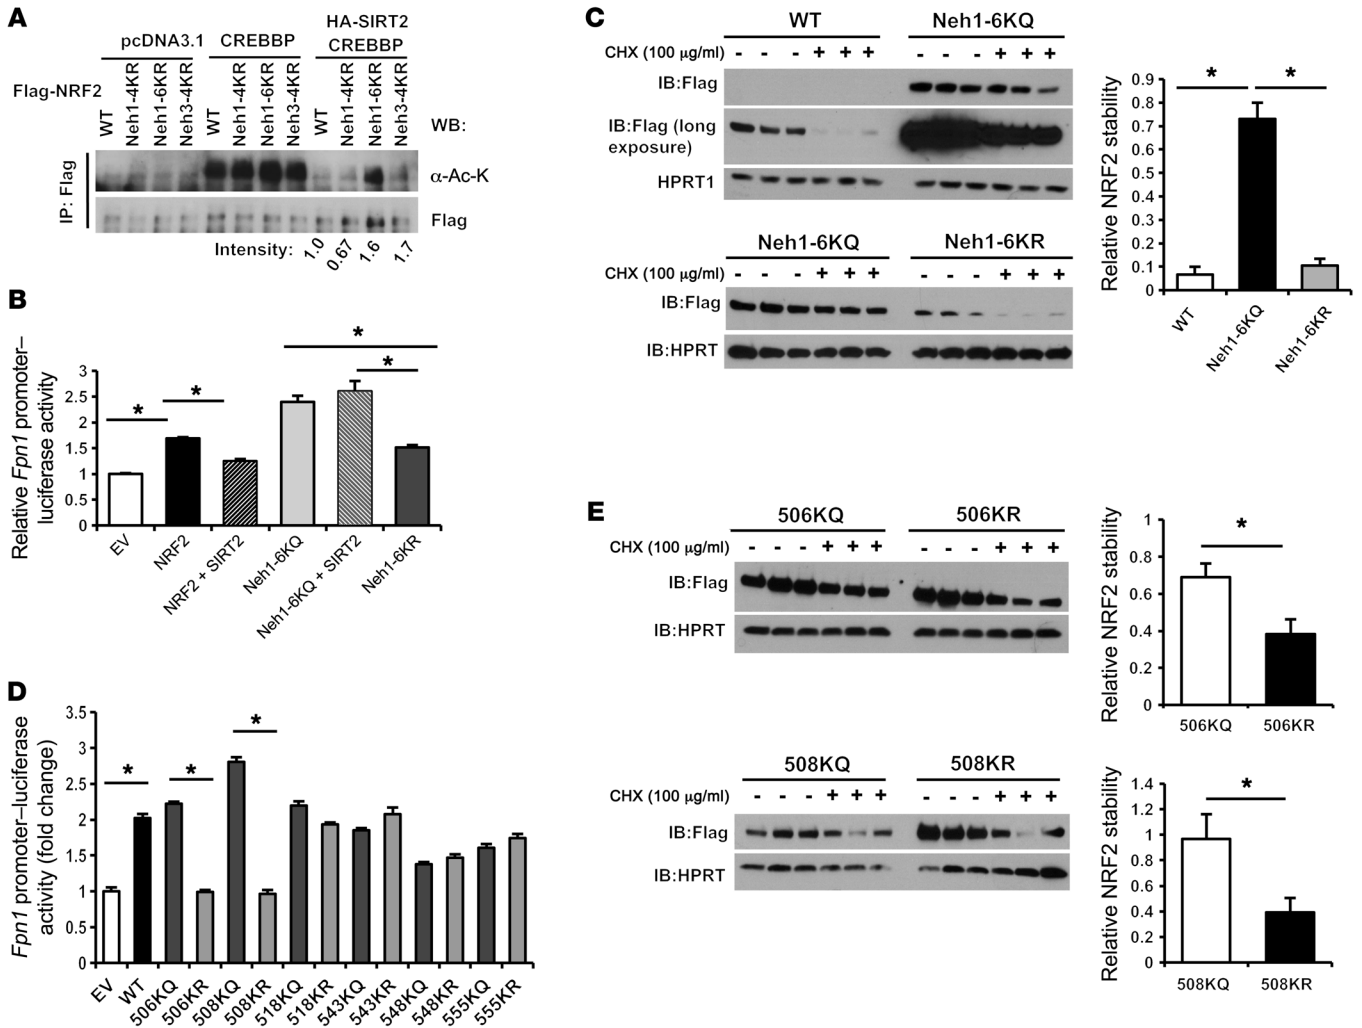 A
pcDNA3.1 CREBBP HA-SIRT2 CREBBP
Flag-NRF2
WT Neh1-4KR Neh1-6KR Neh3-4KR WT Neh1-4KR Neh1-6KR Neh3-4KR WT Neh1-4KR Neh1-6KR Neh3-4KR
WB:
IP: Flag
α-Ac-K
Flag
Intensity: 1.0 0.67 1.6 1.7
B
Relative Fpn1 promoter–
luciferase activity
3
2.5
2
1.5
1
0.5
0
* * * *
EV NRF2 NRF2 + SIRT2 Neh1-6KQ Neh1-6KQ + SIRT2 Neh1-6KR
C
WT Neh1-6KQ
CHX (100 µg/ml) - - - + + + - - - + + +
IB:Flag
IB:Flag (long
exposure)
HPRT1
Neh1-6KQ Neh1-6KR
CHX (100 µg/ml) - - - + + + - - - + + +
IB:Flag
IB:HPRT
Relative NRF2 stability
0.9
0.8
0.7
0.6
0.5
0.4
0.3
0.2
0.1
0
* *
WT Neh1-6KQ Neh1-6KR
D
Fpn1 promoter–luciferase
activity (fold change)
3.5
3
2.5
2
1.5
1
0.5
0
* * *
EV WT 506KQ 506KR 508KQ 508KR 518KQ 518KR 543KQ 543KR 548KQ 548KR 555KQ 555KR
E
506KQ 506KR
CHX (100 µg/ml) - - - + + + - - - + + +
IB:Flag
IB:HPRT
Relative NRF2 stability
1
0.8
0.6
0.4
0.2
0
*
506KQ 506KR
508KQ 508KR
CHX (100 µg/ml) - - - + + + - - - + + +
IB:Flag
IB:HPRT
Relative NRF2 stability
1.4
1.2
1
0.8
0.6
0.4
0.2
0
*
508KQ 508KR